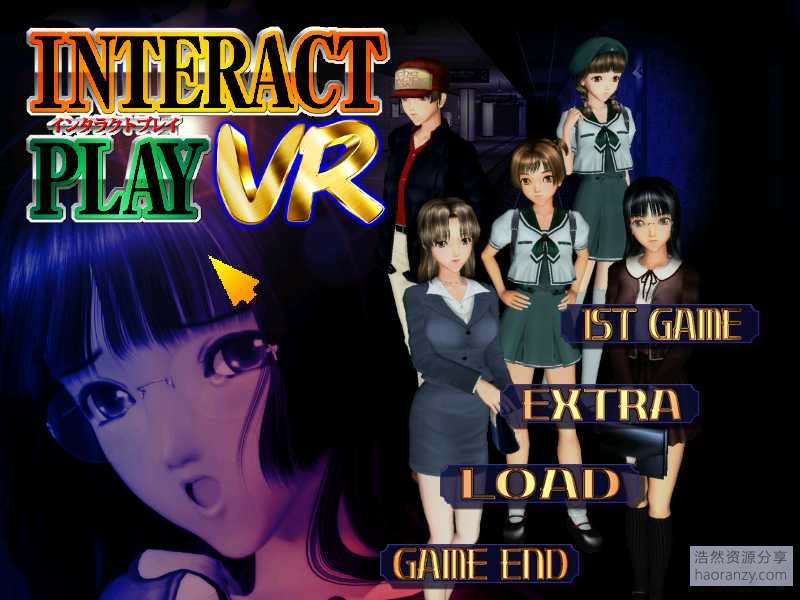 INTERACT
インタラクトプレイ
PLAY VR
1ST GAME
EXTRA
LOAD
GAME END
浩然资源分享
haoranzy.com